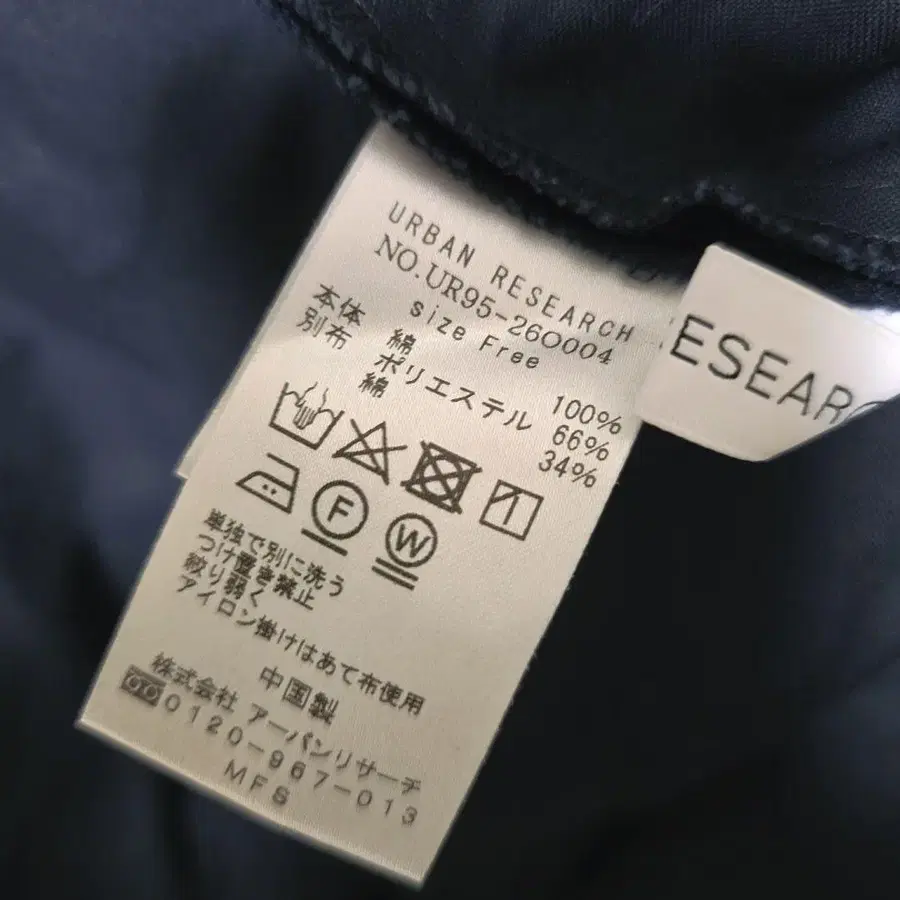 URBAN RESEARCH
NO.UR95-260004
size Free
本体 綿 100%
別布 ポリエステル 66%
綿 34%
F
W
単独で別に洗う
つけ置き禁止
絞り弱く
アイロン掛けはあて布使用
中国製
株式会社 アーバンリサーチ
0120-967-013
MFS
ESEARC